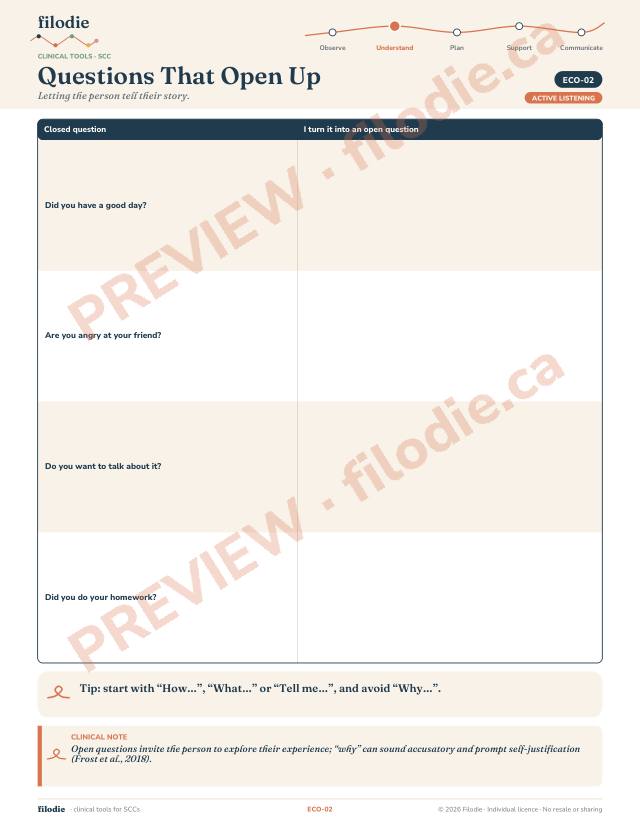 filodie
Observe Understand Plan Support Communicate
CLINICAL TOOLS · SCC
Questions That Open Up
Letting the person tell their story.
ECO-02
ACTIVE LISTENING
Closed question
I turn it into an open question
Did you have a good day?
Are you angry at your friend?
Do you want to talk about it?
Did you do your homework?
PREVIEW · filodie.ca
PREVIEW · filodie.ca
Tip: start with “How…”, “What…” or “Tell me…”, and avoid “Why…”.
CLINICAL NOTE
Open questions invite the person to explore their experience; “why” can sound accusatory and prompt self-justification
(Frost et al., 2018).
filodie · clinical tools for SCCs
ECO-02
© 2026 Filodie · Individual licence · No resale or sharing